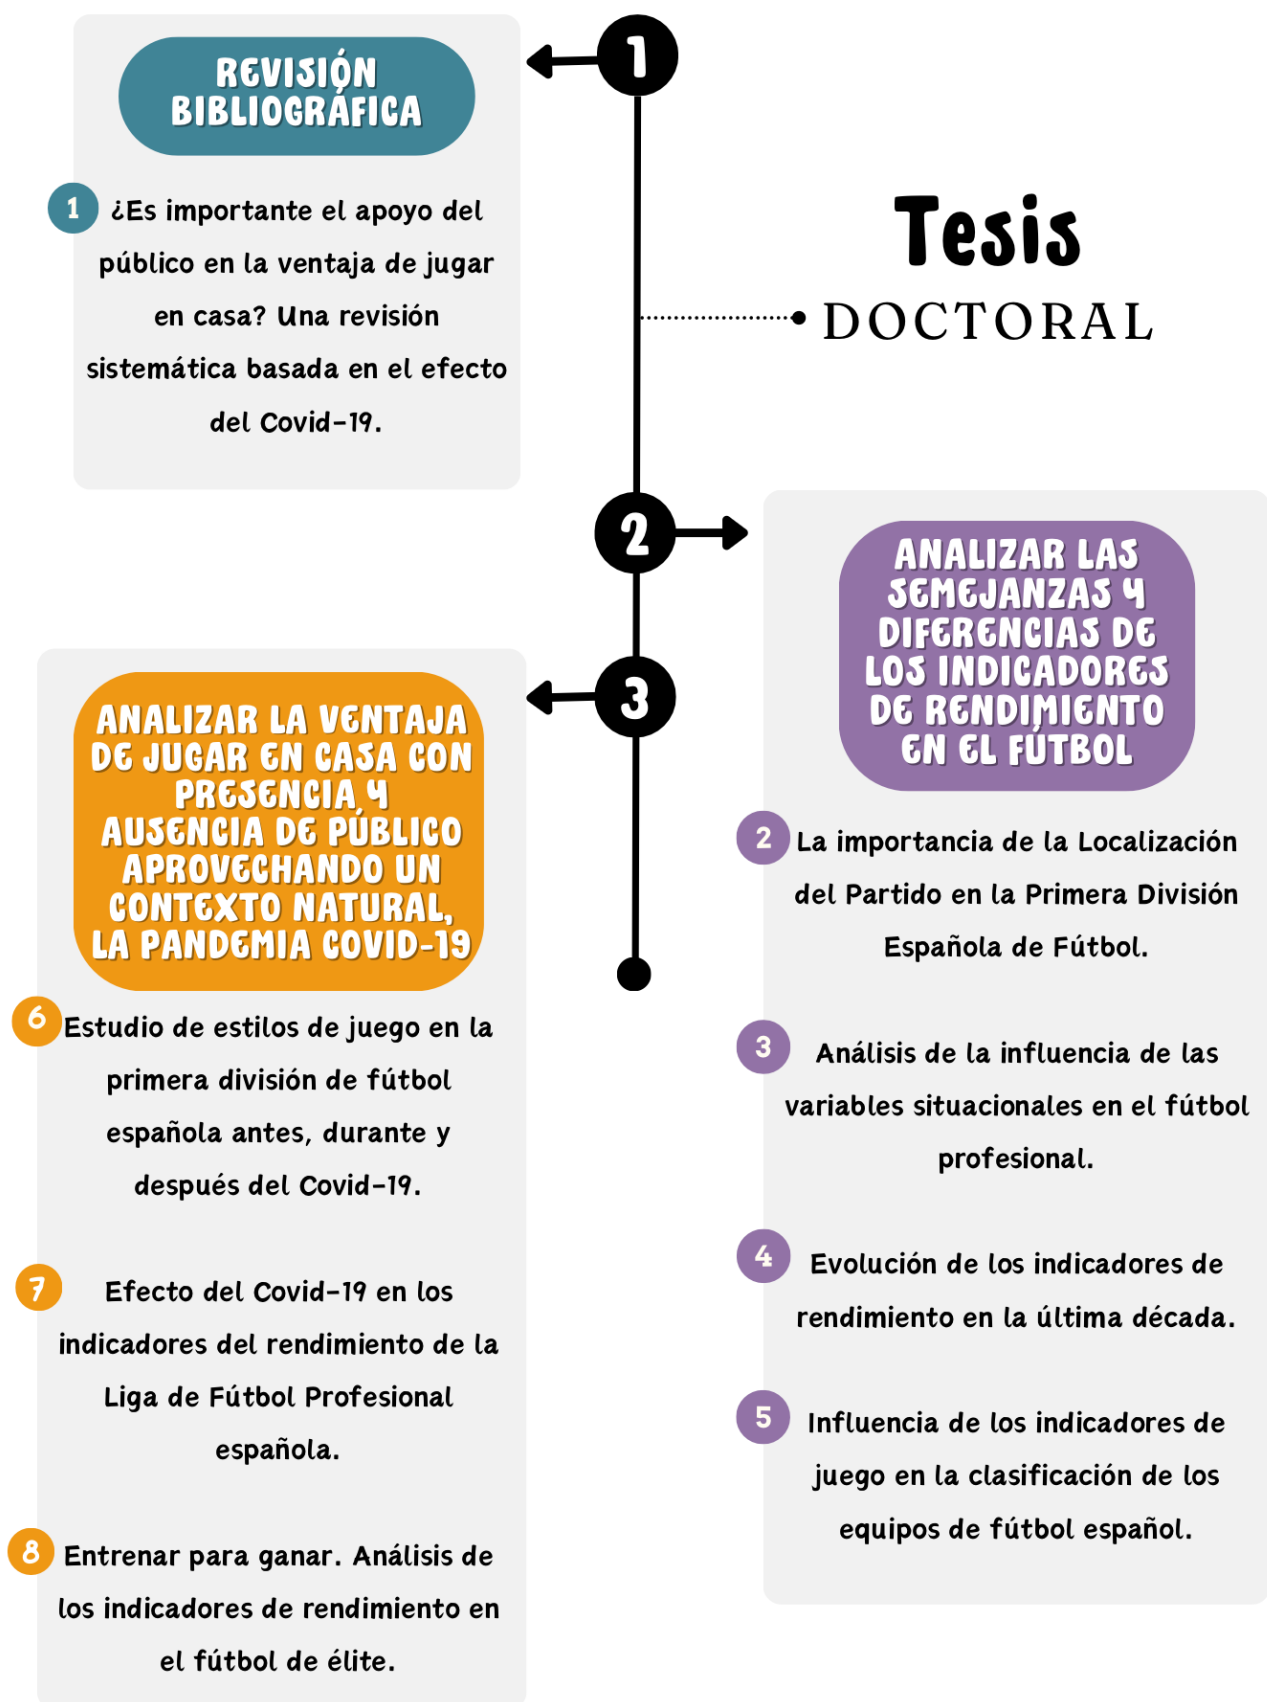 1
REVISIÓN
BIBLIOGRÁFICA
1
¿Es importante el apoyo del
público en la ventaja de jugar
en casa? Una revisión
sistemática basada en el efecto
del Covid-19.
Tesis
DOCTORAL
2
ANALIZAR LAS
SEMEJANZAS Y
DIFERENCIAS DE
LOS INDICADORES
DE RENDIMIENTO
EN EL FÚTBOL
2
La importancia de la Localización
del Partido en la Primera División
Española de Fútbol.
3
Análisis de la influencia de las
variables situacionales en el fútbol
profesional.
4
Evolución de los indicadores de
rendimiento en la última década.
5
Influencia de los indicadores de
juego en la clasificación de los
equipos de fútbol español.
3
ANALIZAR LA VENTAJA
DE JUGAR EN CASA CON
PRESENCIA Y
AUSENCIA DE PÚBLICO
APROVECHANDO UN
CONTEXTO NATURAL,
LA PANDEMIA COVID-19
6
Estudio de estilos de juego en la
primera división de fútbol
española antes, durante y
después del Covid-19.
7
Efecto del Covid-19 en los
indicadores del rendimiento de la
Liga de Fútbol Profesional
española.
8
Entrenar para ganar. Análisis de
los indicadores de rendimiento en
el fútbol de élite.